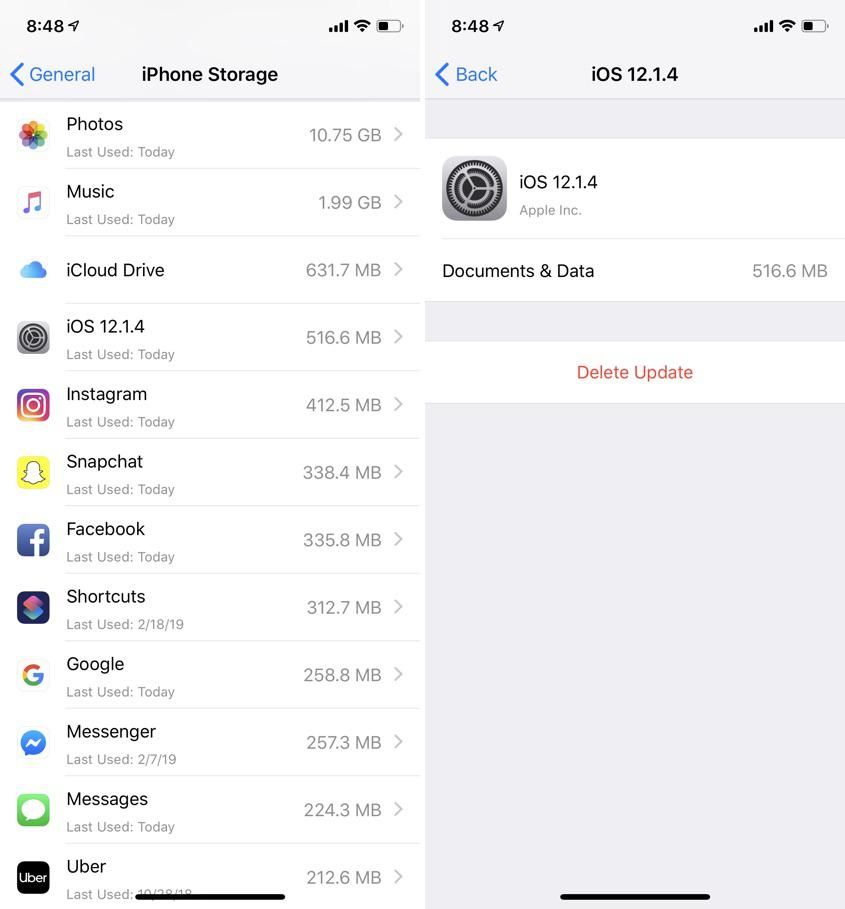 8:48
General
iPhone Storage
Photos
10.75 GB
Last Used: Today
Music
1.99 GB
Last Used: Today
iCloud Drive
631.7 MB
iOS 12.1.4
516.6 MB
Last Used: Today
Instagram
412.5 MB
Last Used: Today
Snapchat
338.4 MB
Last Used: Today
Facebook
335.8 MB
Last Used: Today
Shortcuts
312.7 MB
Last Used: 2/18/19
Google
258.8 MB
Last Used: Today
Messenger
257.3 MB
Last Used: 2/7/19
Messages
224.3 MB
Last Used: Today
Uber
Uber
212.6 MB
Last Used: 10/28/18
8:48
Back
iOS 12.1.4
iOS 12.1.4
Apple Inc.
Documents & Data
516.6 MB
Delete Update